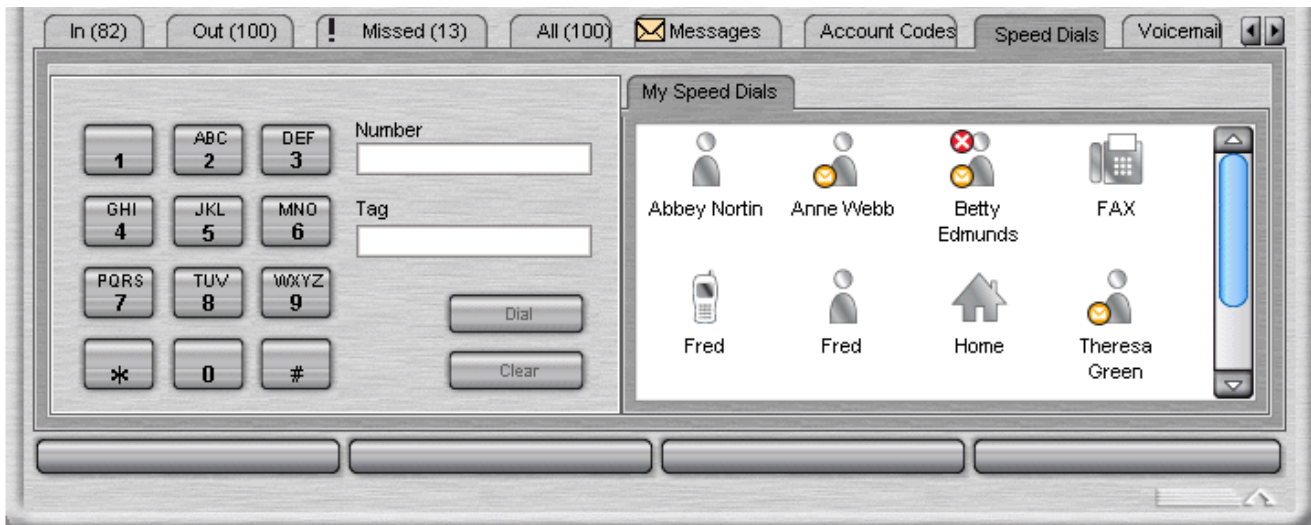 In (82)
Out (100)
! Missed (13)
All (100)
Messages
Account Codes
Speed Dials
Voicemail
My Speed Dials
1
ABC
2
DEF
3
Number
GHI
4
JKL
5
MNO
6
Tag
PQRS
7
TUV
8
WXYZ
9
*
0
#
Dial
Clear
Abbey Nortin
Anne Webb
Betty
Edmunds
FAX
Fred
Fred
Home
Theresa
Green